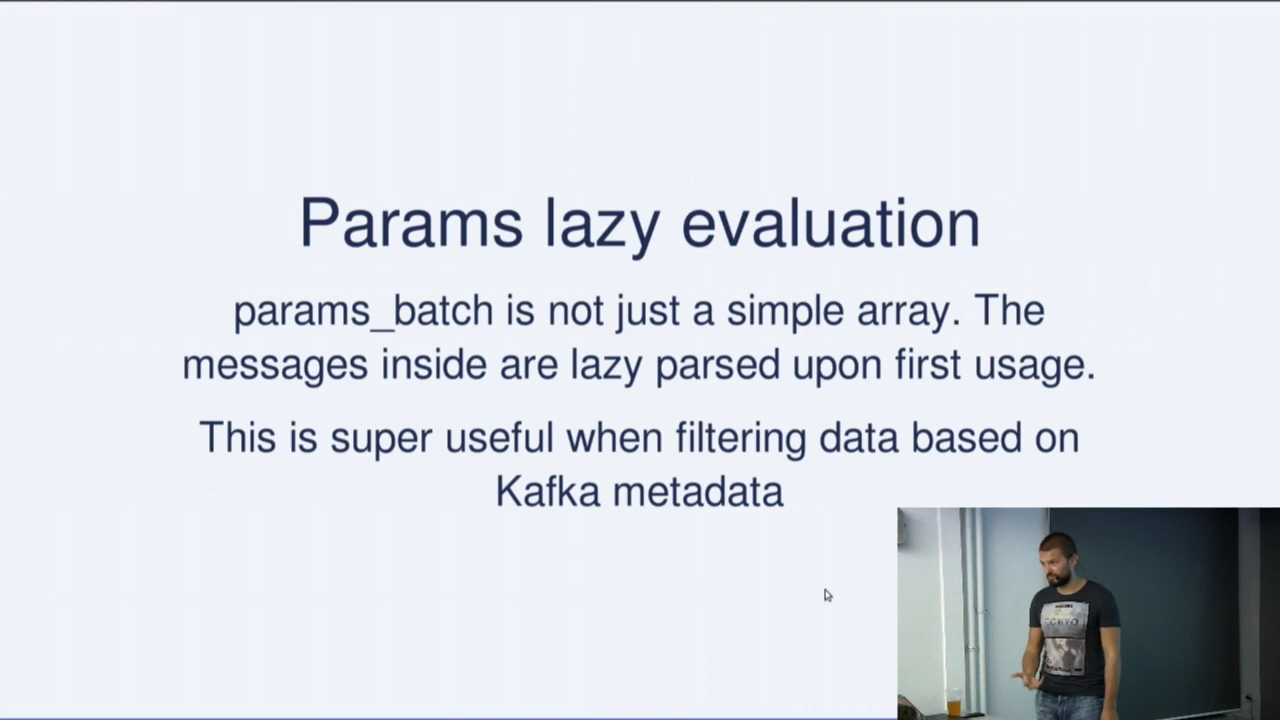 Params lazy evaluation
params_batch is not just a simple array. The
messages inside are lazy parsed upon first usage.
This is super useful when filtering data based on
Kafka metadata
TOKYO